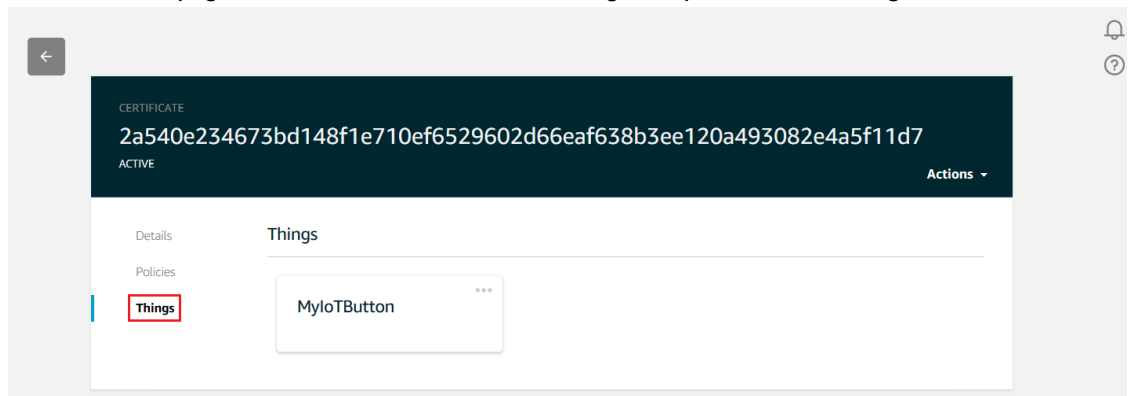 CERTIFICATE
2a540e234673bd148f1e710ef6529602d66eaf638b3ee120a493082e4a5f11d7
ACTIVE
Actions
Details
Things
Policies
Things
MyIoTButton